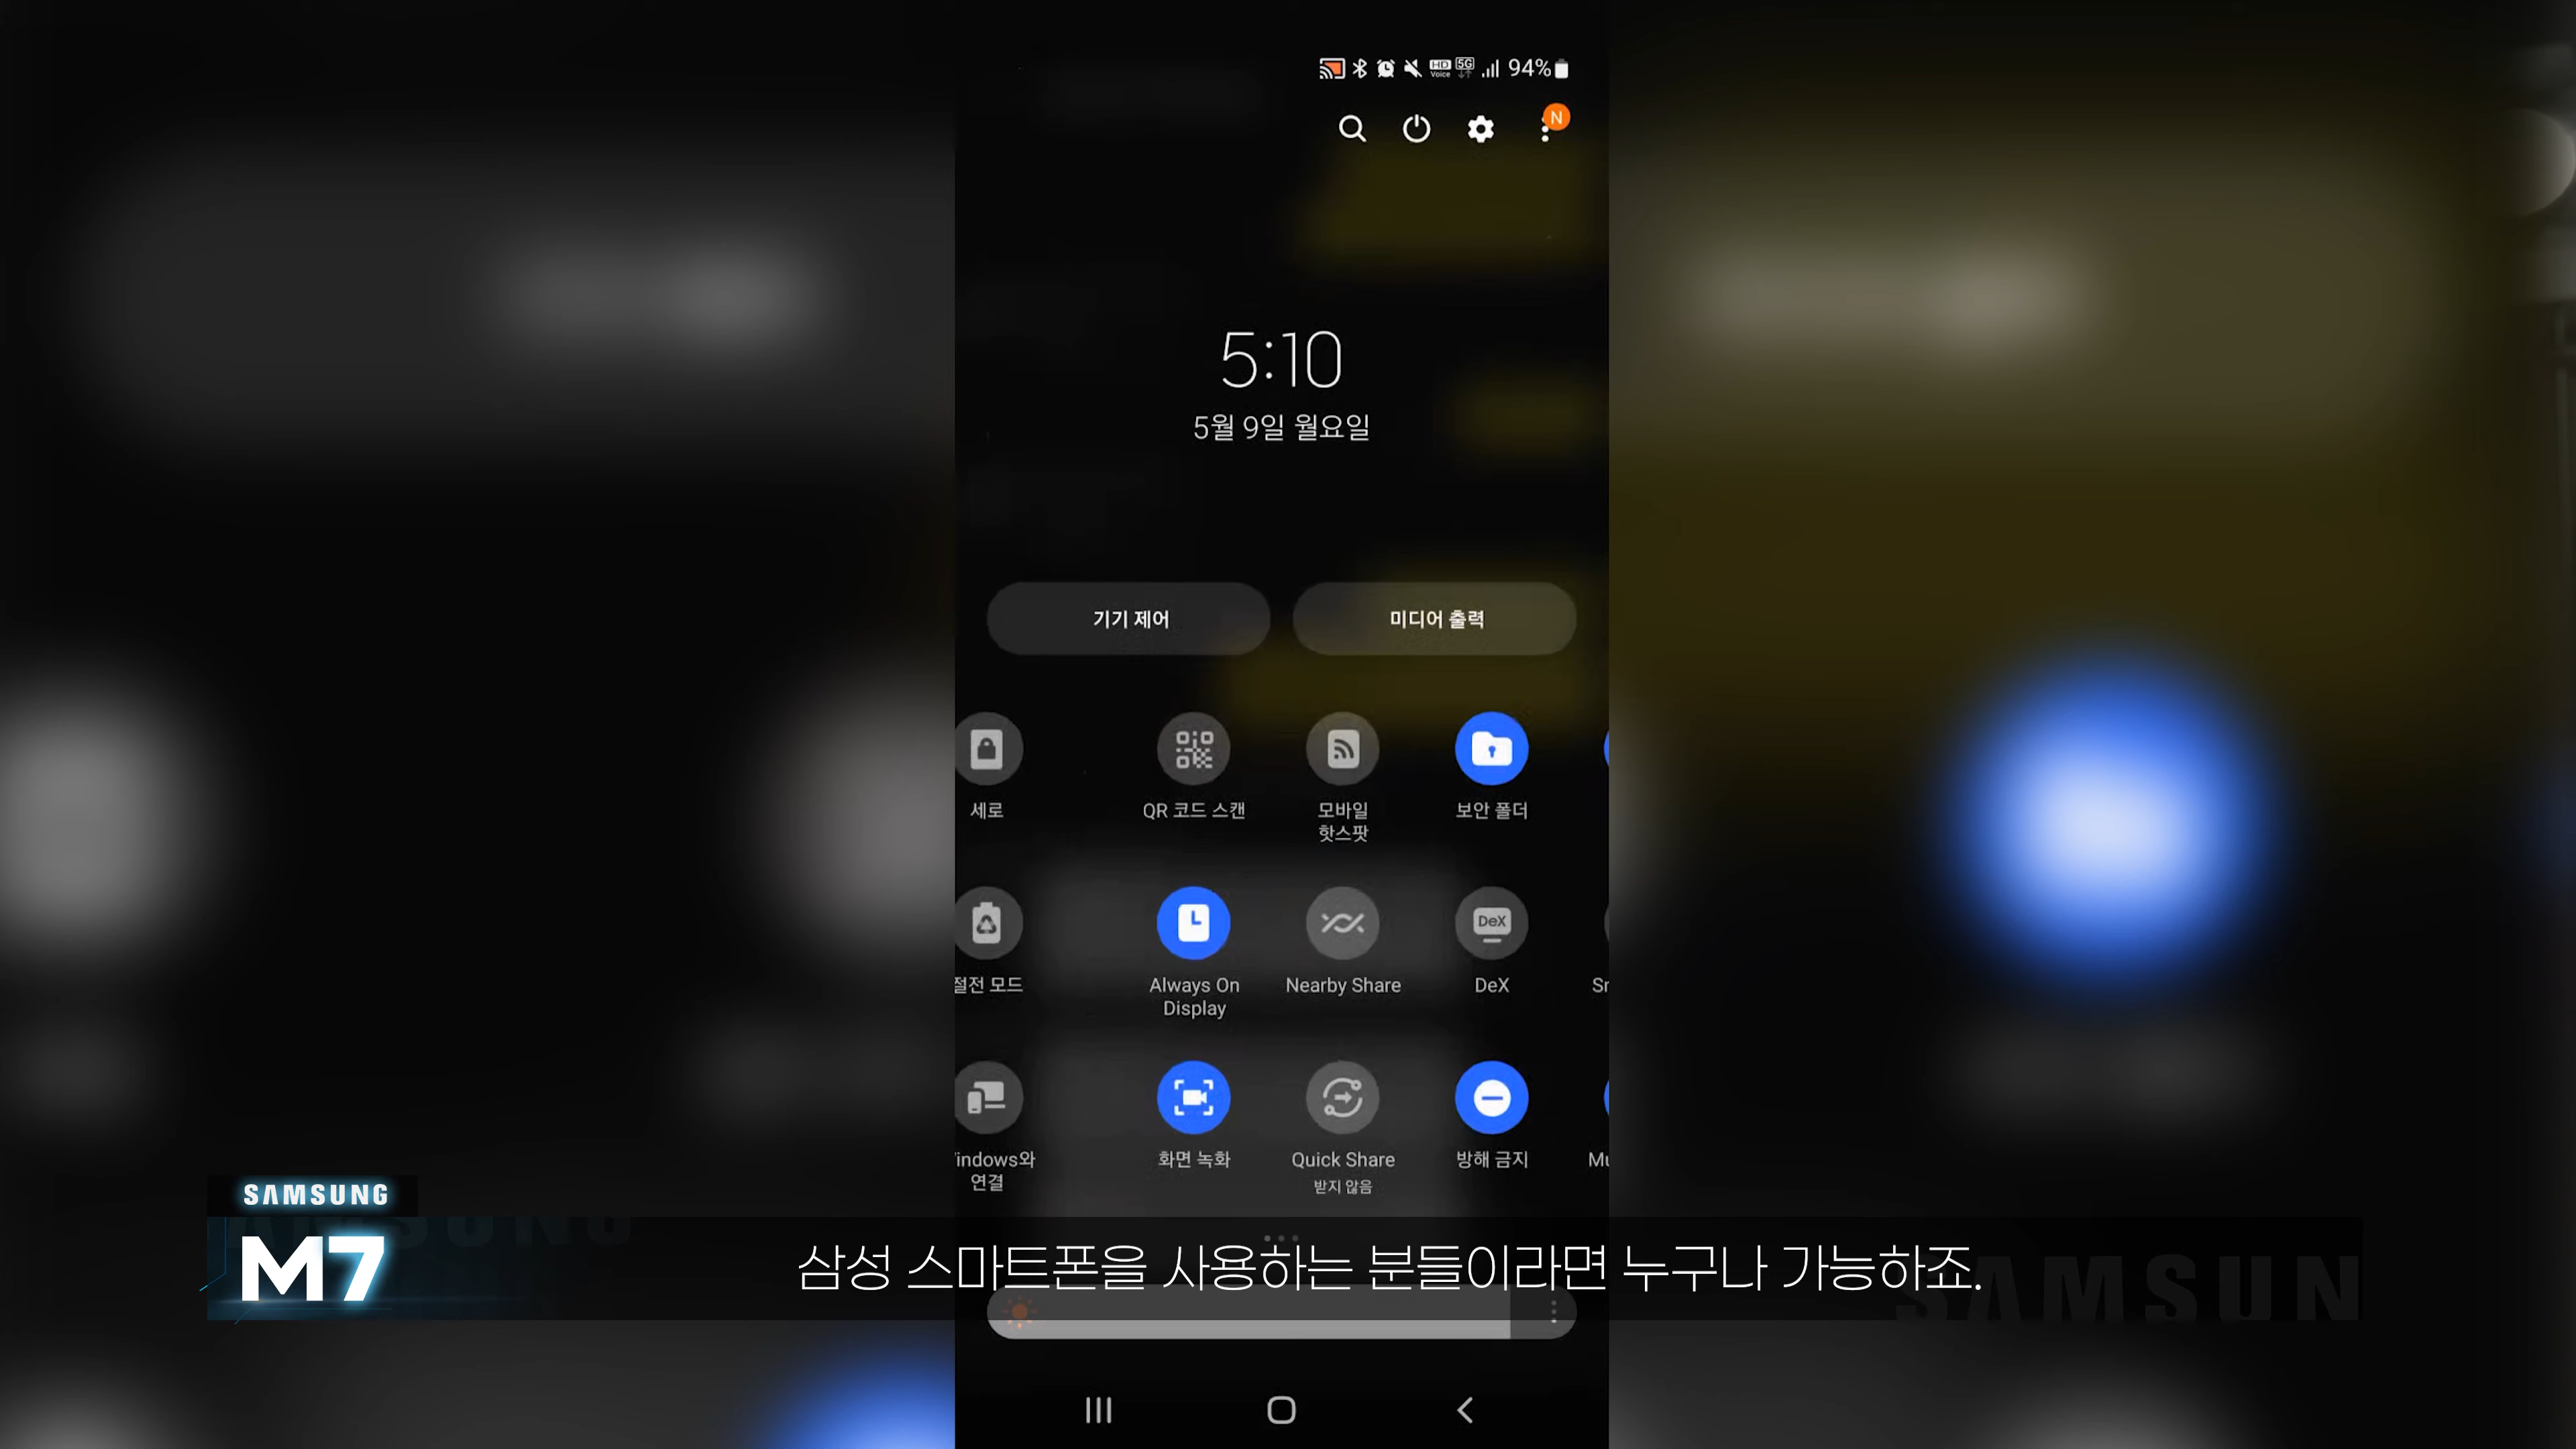 HD Voice 5G 94%
N
5:10
5월 9일 월요일
기기 제어
미디어 출력
세로
QR 코드 스캔
모바일
핫스팟
보안 폴더
절전 모드
Always On
Display
Nearby Share
DeX
DeX
indows와
연결
화면 녹화
Quick Share
받지 않음
방해 금지
SAMSUNG
M7
삼성 스마트폰을 사용하는 분들이라면 누구나 가능하죠.
SAMSUN